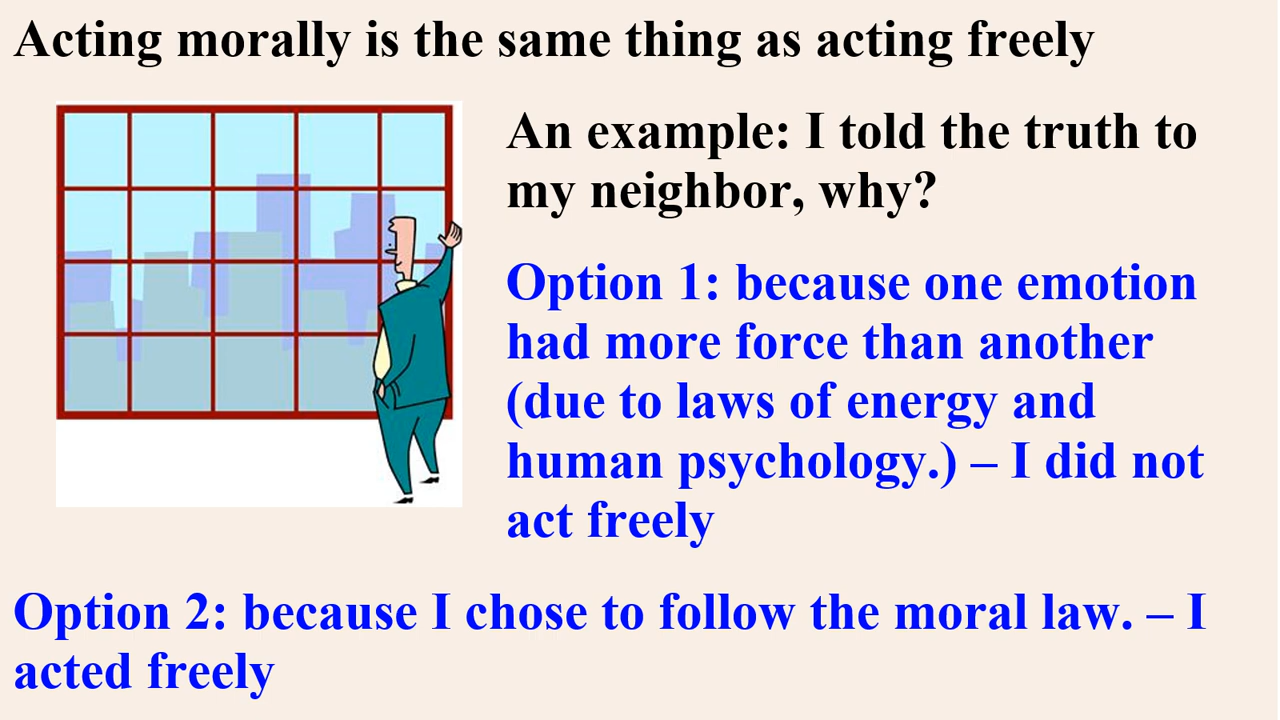 Acting morally is the same thing as acting freely
An example: I told the truth to
my neighbor, why?
Option 1: because one emotion
had more force than another
(due to laws of energy and
human psychology.) – I did not
act freely
Option 2: because I chose to follow the moral law. – I
acted freely